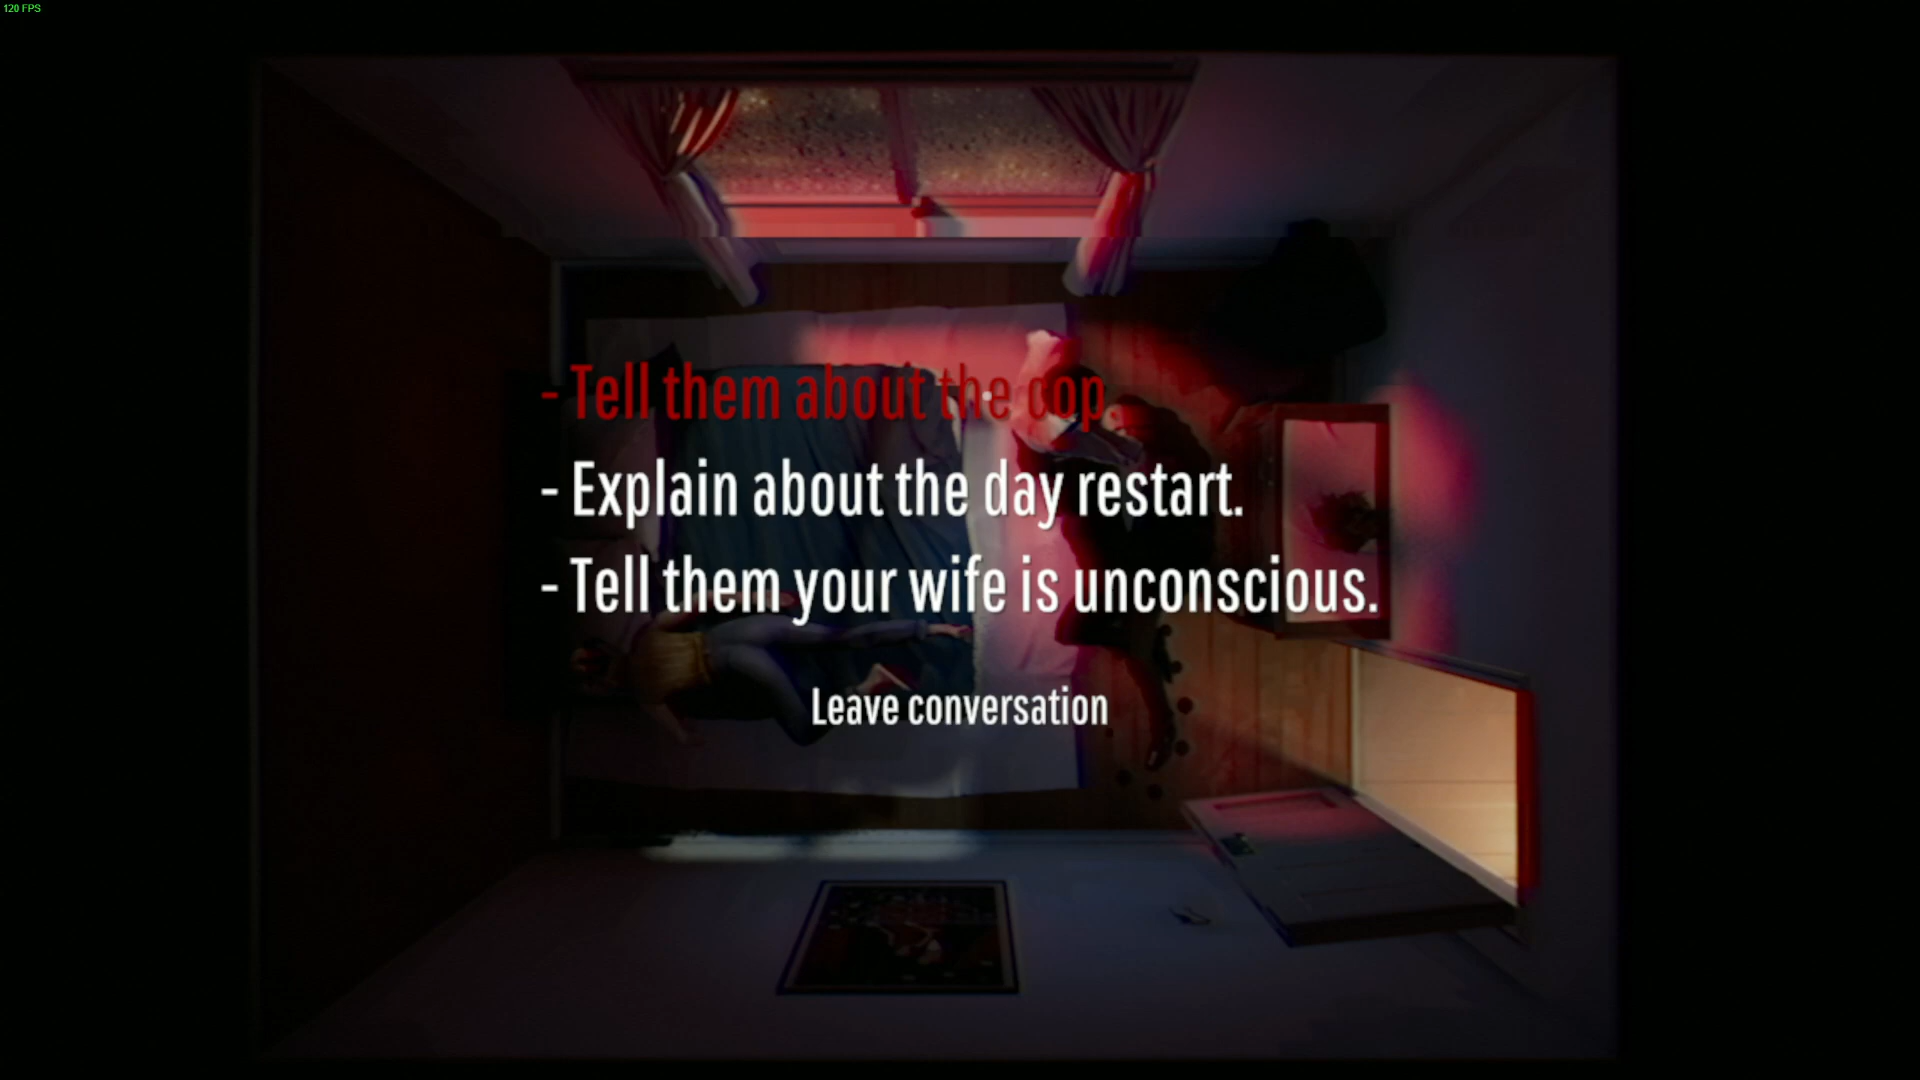 120 FPS
- Tell them about the cop.
- Explain about the day restart.
- Tell them your wife is unconscious.
Leave conversation